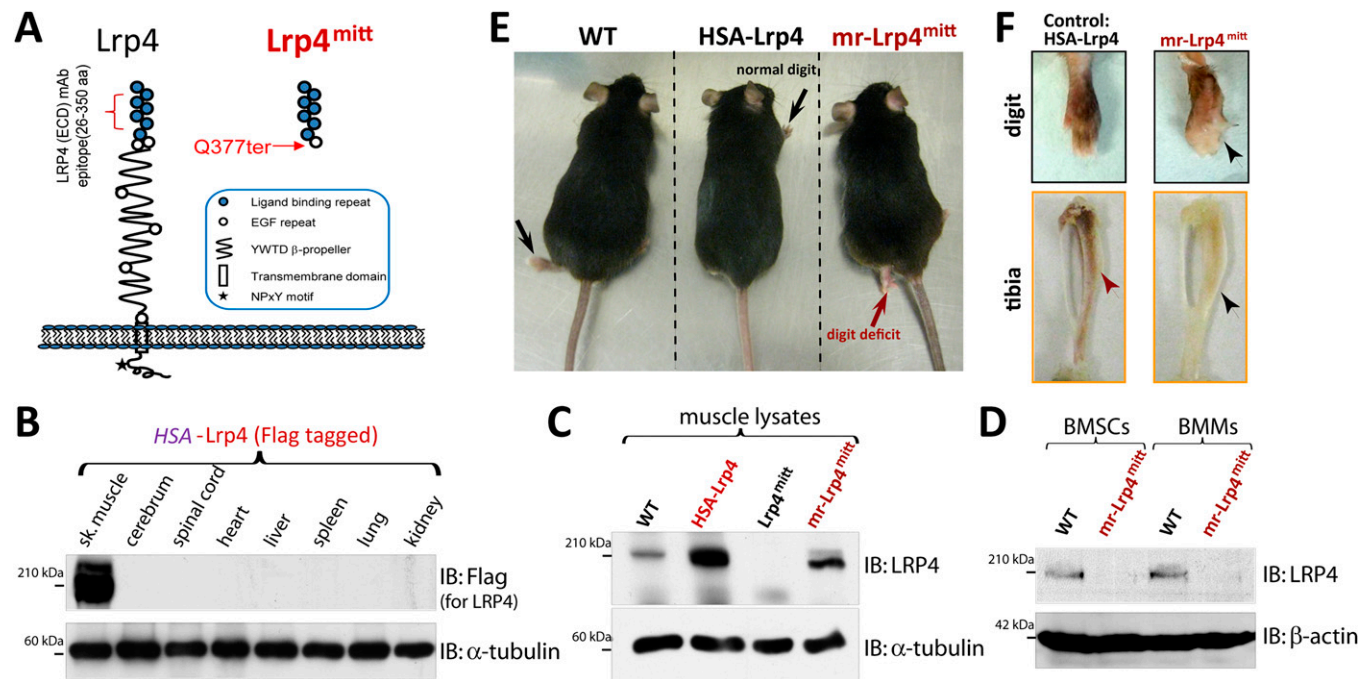 A
Lrp4
Lrp4mitt
LRP4 (ECD) mAb
epitope(26-350 aa)
Q377ter
Ligand binding repeat
EGF repeat
YWTD β-propeller
Transmembrane domain
NPxY motif
E
WT
HSA-Lrp4
mr-Lrp4mitt
normal digit
digit deficit
F
Control:
HSA-Lrp4
mr-Lrp4mitt
digit
tibia
B
HSA-Lrp4 (Flag tagged)
sk. muscle
cerebrum
spinal cord
heart
liver
spleen
lung
kidney
210 kDa
IB: Flag
(for LRP4)
60 kDa
IB: α-tubulin
C
muscle lysates
WT
HSA-Lrp4
Lrp4mitt
mr-Lrp4mitt
210 kDa
IB: LRP4
60 kDa
IB: α-tubulin
D
BMSCs
BMMs
WT
mr-Lrp4mitt
WT
mr-Lrp4mitt
210 kDa
IB: LRP4
42 kDa
IB: β-actin